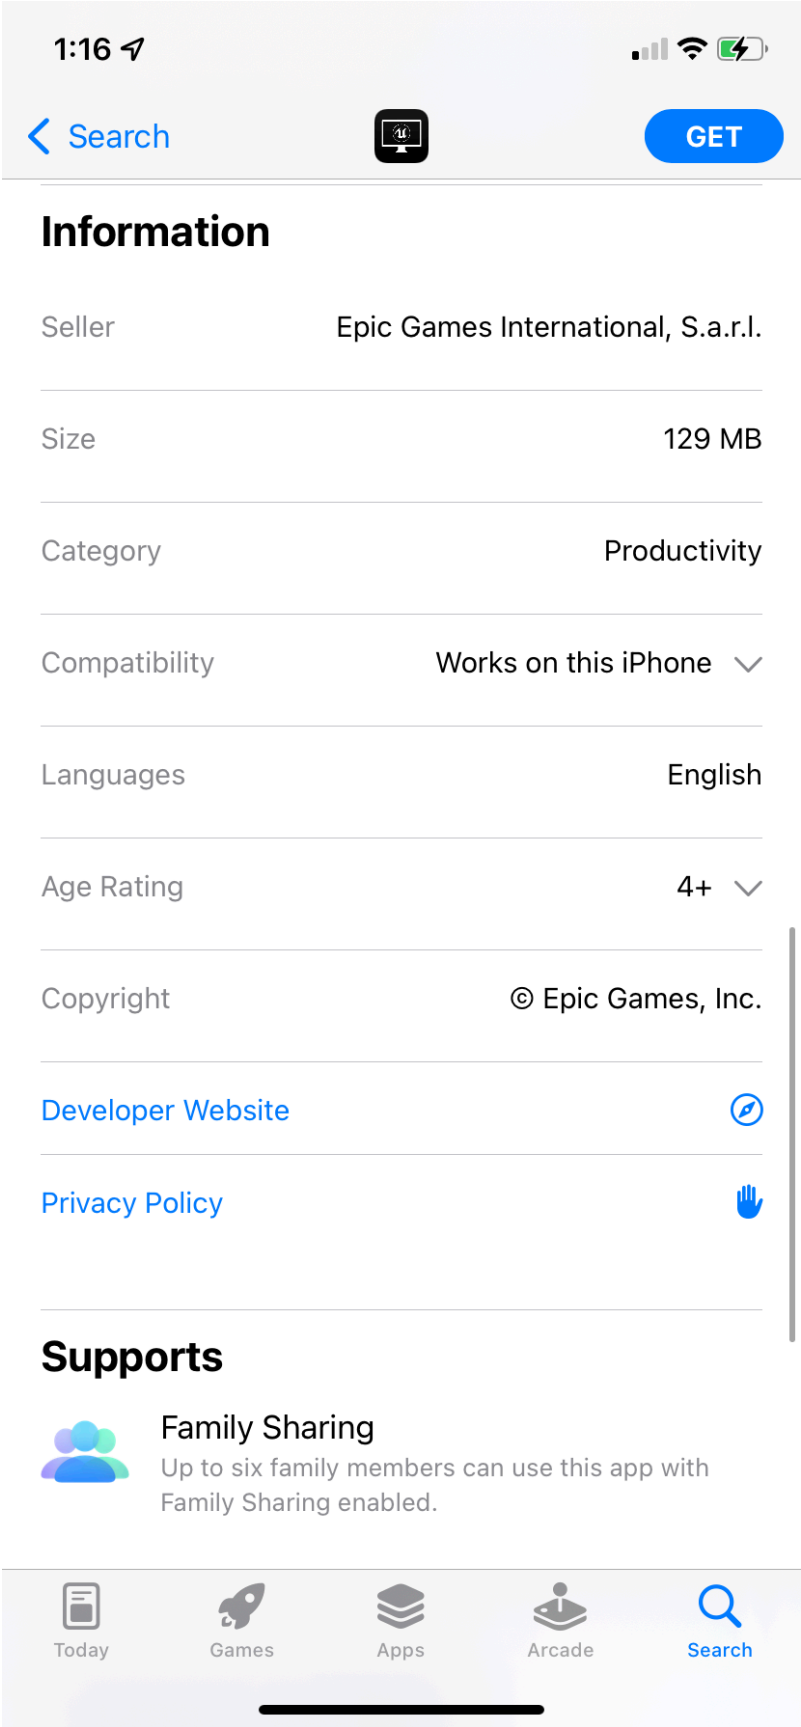 1:16
Search
GET
Information
Seller Epic Games International, S.a.r.l.
Size 129 MB
Category Productivity
Compatibility Works on this iPhone
Languages English
Age Rating 4+
Copyright © Epic Games, Inc.
Developer Website
Privacy Policy
Supports
Family Sharing
Up to six family members can use this app with
Family Sharing enabled.
Today Games Apps Arcade Search